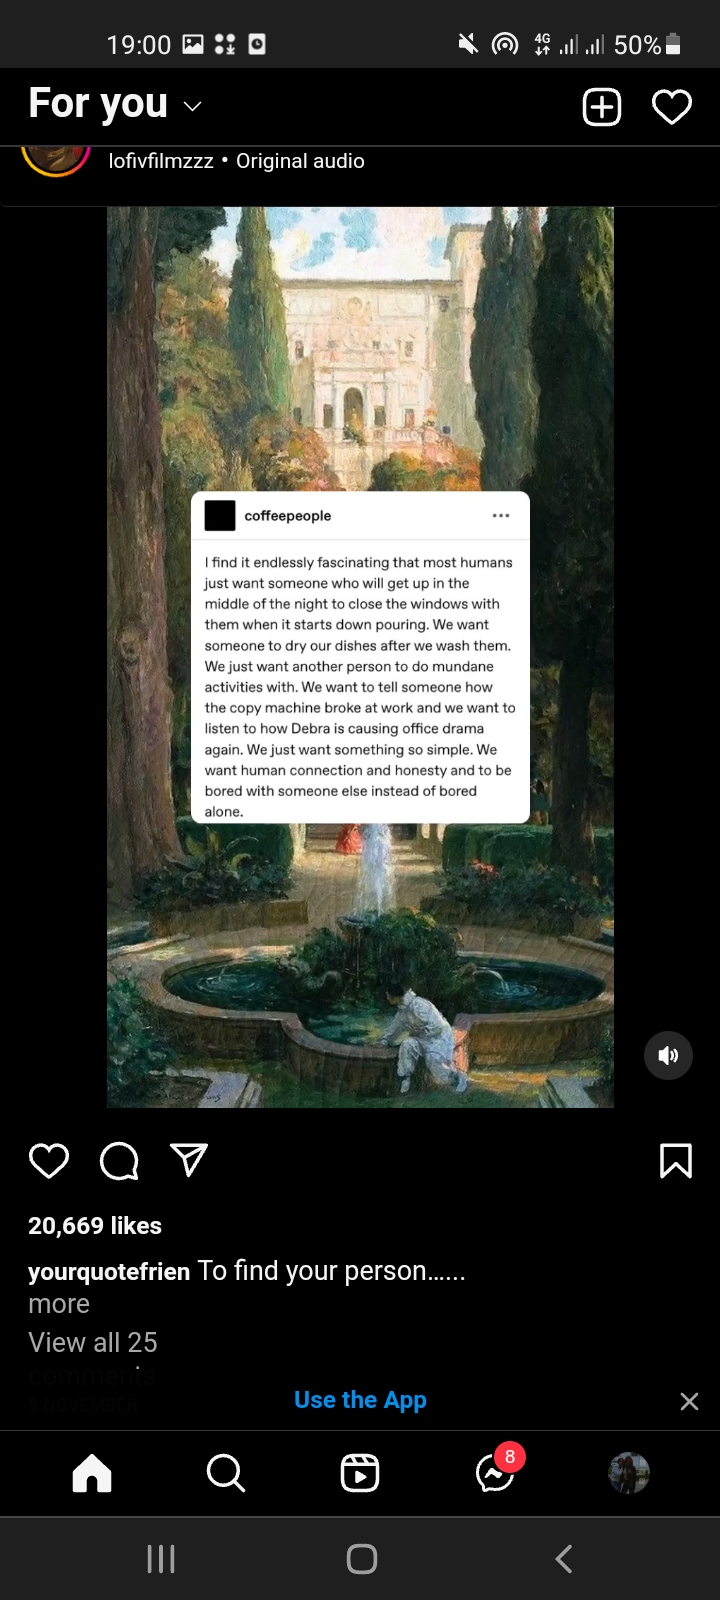 19:00
4G 50%
For you
lofivfilmzzz • Original audio
coffeepeople
I find it endlessly fascinating that most humans
just want someone who will get up in the
middle of the night to close the windows with
them when it starts down pouring. We want
someone to dry our dishes after we wash them.
We just want another person to do mundane
activities with. We want to tell someone how
the copy machine broke at work and we want to
listen to how Debra is causing office drama
again. We just want something so simple. We
want human connection and honesty and to be
bored with someone else instead of bored
alone.
20,669 likes
yourquotefrien To find your person......
more
View all 25
comments
5 NOVEMBER
Use the App
8